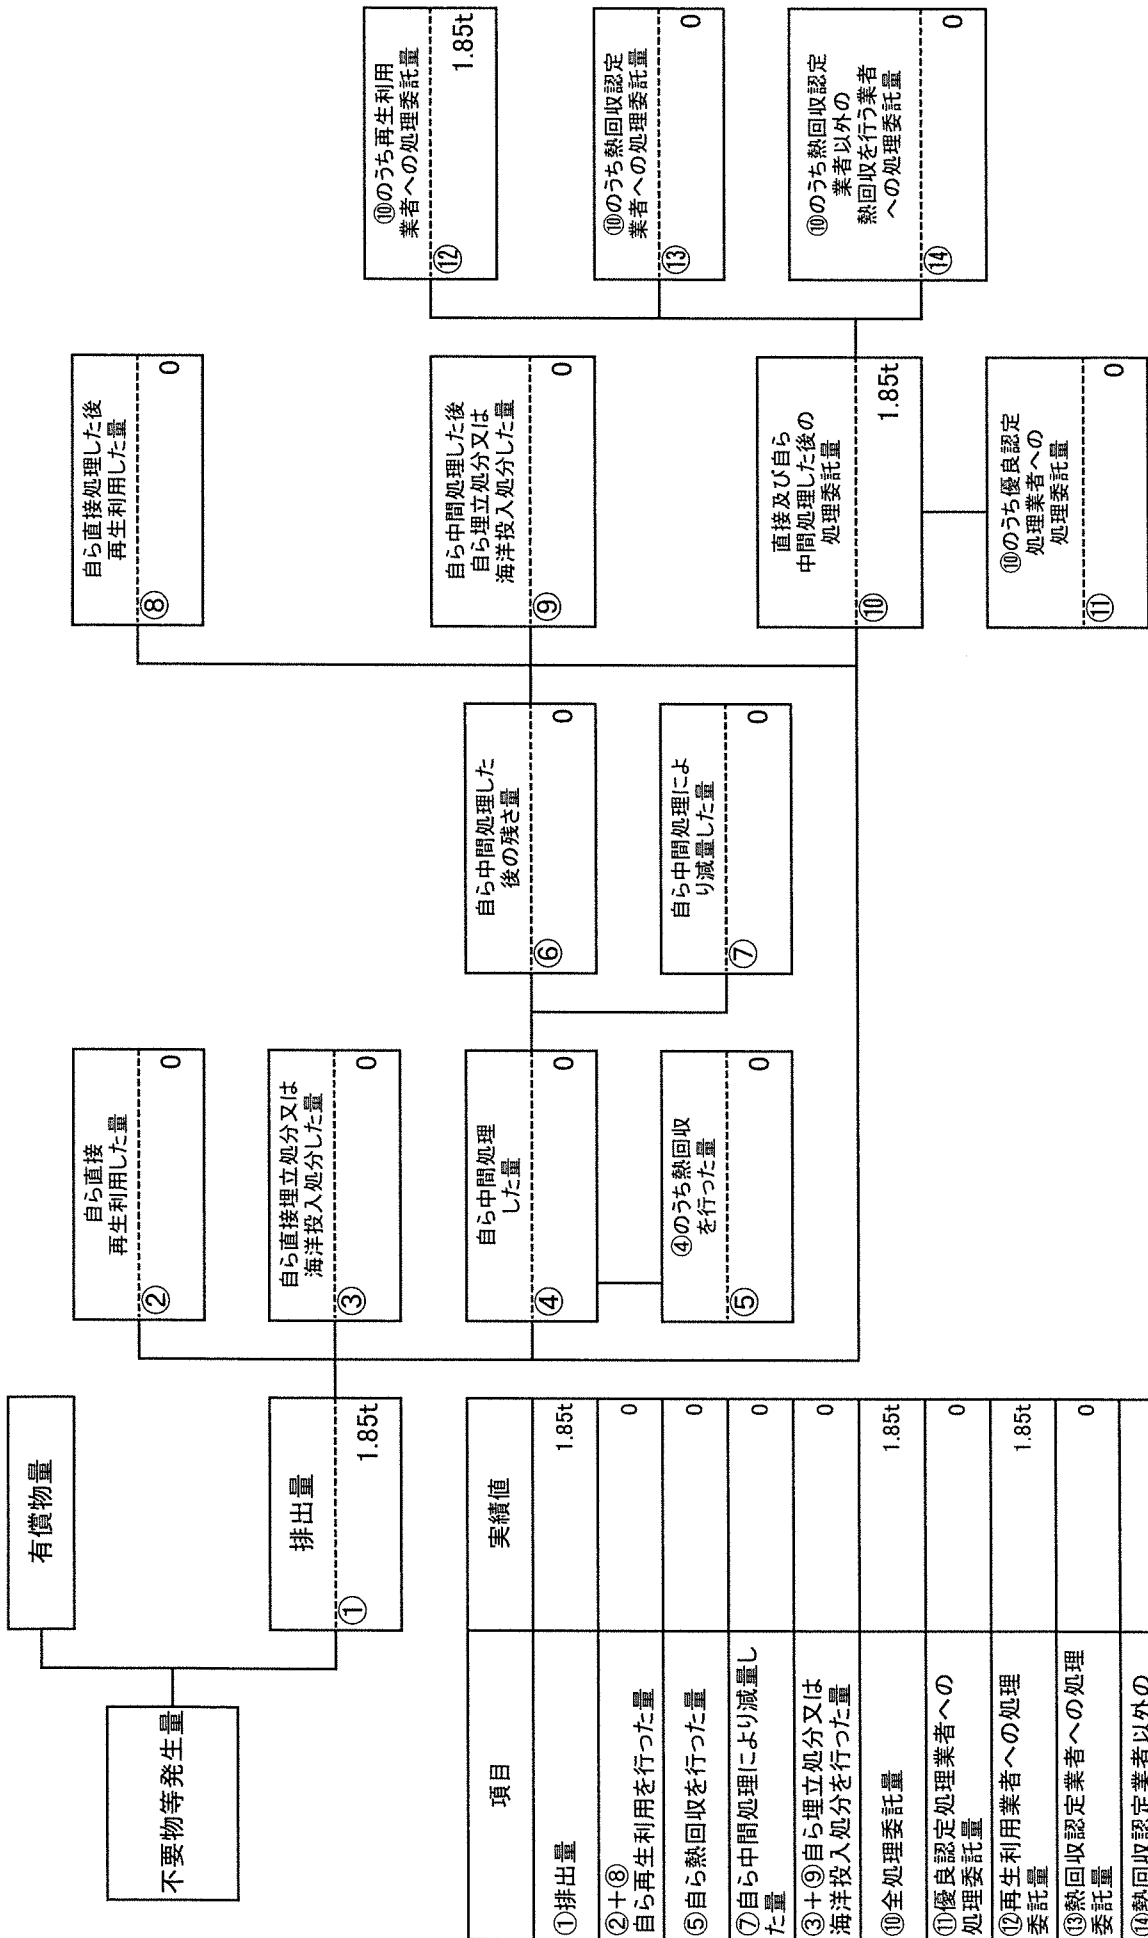 不要物等発生量
有償物量
排出量
①
1.85t
自ら直接
再生利用した量
②
0
自ら直接埋立処分又は
海洋投入処分した量
③
0
自ら中間処理
した量
④
0
④のうち熱回収
を行った量
⑤
0
自ら中間処理した
後の残さ量
⑥
0
自ら中間処理によ
り減量した量
⑦
0
自ら直接処理した後
再生利用した量
⑧
0
自ら中間処理した後
自ら埋立処分又は
海洋投入処分した量
⑨
0
直接及び自ら
中間処理した後の
処理委託量
⑩
1.85t
⑩のうち優良認定
処理業者への
処理委託量
⑪
0
⑩のうち再生利用
業者への処理委託量
⑫
1.85t
⑩のうち熱回収認定
業者への処理委託量
⑬
0
⑩のうち熱回収認定
業者以外の
熱回収を行う業者
への処理委託量
⑭
0
項目
実績値
①排出量
1.85t
②+⑧
自ら再生利用を行った量
0
⑤自ら熱回収を行った量
0
⑦自ら中間処理により減量し
た量
0
③+⑨自ら埋立処分又は
海洋投入処分を行った量
0
⑩全処理委託量
1.85t
⑪優良認定処理業者への
処理委託量
0
⑫再生利用業者への処理
委託量
1.85t
⑬熱回収認定業者への処理
委託量
0
⑭熱回収認定業者以外の